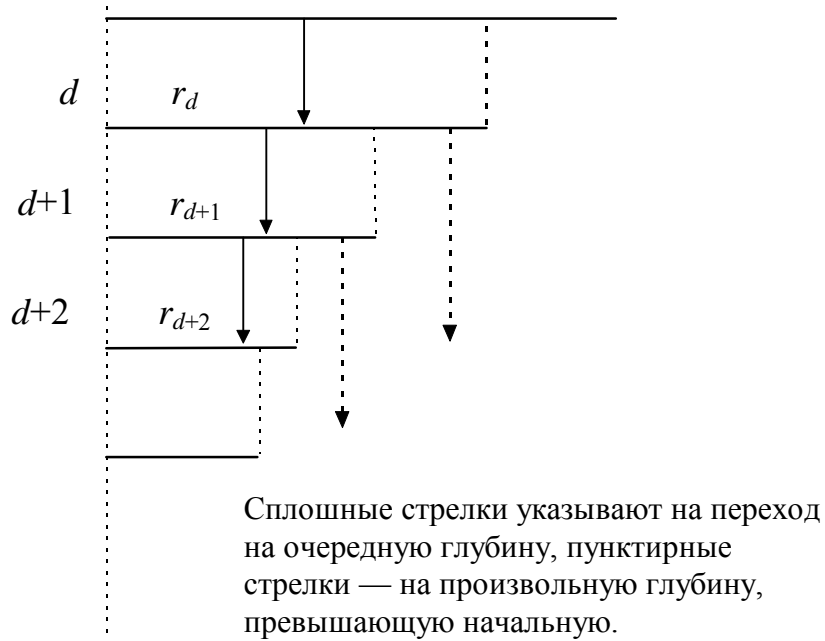 d r_d
d+1 r_{d+1}
d+2 r_{d+2}
Сплошные стрелки указывают на переход
на очередную глубину, пунктирные
стрелки — на произвольную глубину,
превышающую начальную.